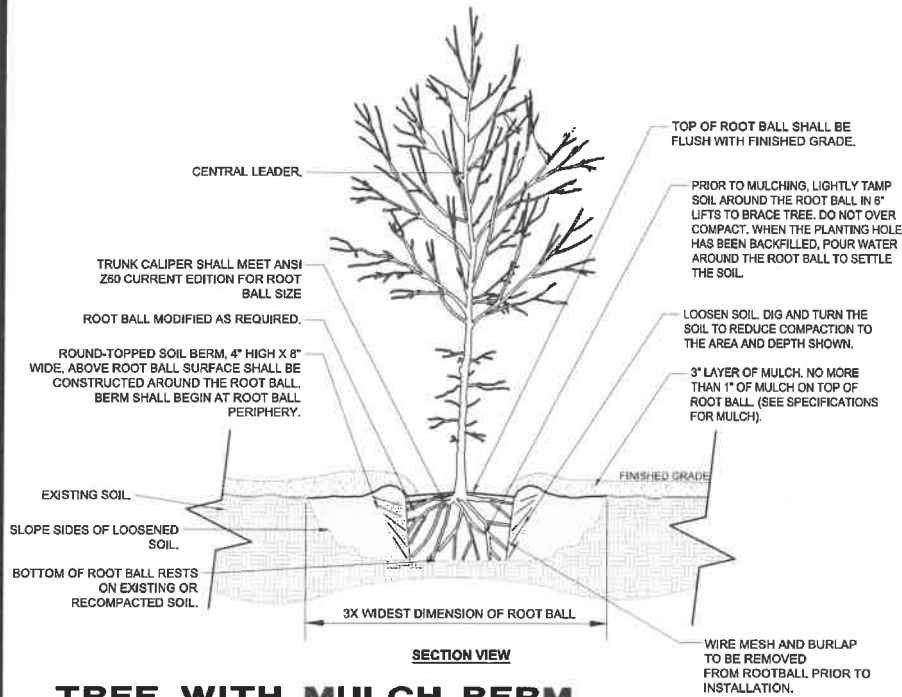 CENTRAL LEADER.
TRUNK CALIPER SHALL MEET ANSI
Z60 CURRENT EDITION FOR ROOT
BALL SIZE
ROOT BALL MODIFIED AS REQUIRED.
ROUND-TOPPED SOIL BERM, 4" HIGH X 8"
WIDE, ABOVE ROOT BALL SURFACE SHALL BE
CONSTRUCTED AROUND THE ROOT BALL.
BERM SHALL BEGIN AT ROOT BALL
PERIPHERY.
EXISTING SOIL.
SLOPE SIDES OF LOOSENED
SOIL.
BOTTOM OF ROOT BALL RESTS
ON EXISTING OR
RECOMPACTED SOIL.
TOP OF ROOT BALL SHALL BE
FLUSH WITH FINISHED GRADE.
PRIOR TO MULCHING, LIGHTLY TAMP
SOIL AROUND THE ROOT BALL IN 6"
LIFTS TO BRACE TREE. DO NOT OVER
COMPACT. WHEN THE PLANTING HOLE
HAS BEEN BACKFILLED, POUR WATER
AROUND THE ROOT BALL TO SETTLE
THE SOIL.
LOOSEN SOIL. DIG AND TURN THE
SOIL TO REDUCE COMPACTION TO
THE AREA AND DEPTH SHOWN.
3" LAYER OF MULCH. NO MORE
THAN 1" OF MULCH ON TOP OF
ROOT BALL. (SEE SPECIFICATIONS
FOR MULCH).
FINISHED GRADE
3X WIDEST DIMENSION OF ROOT BALL
SECTION VIEW
WIRE MESH AND BURLAP
TO BE REMOVED
FROM ROOTBALL PRIOR TO
INSTALLATION.
TREE WITH MULCH BERM